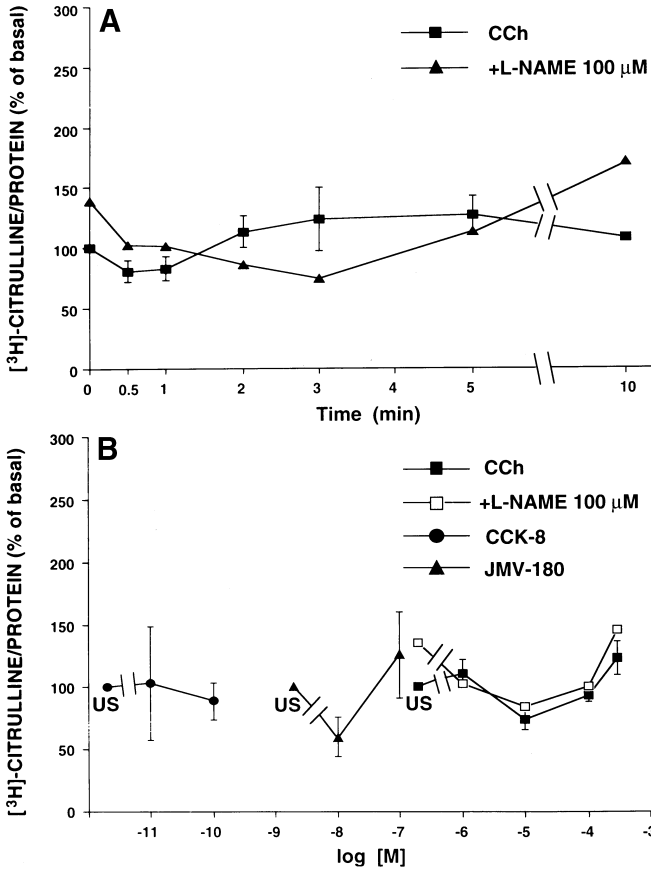 A
[³H]-CITRULLINE/PROTEIN (% of basal)
300
250
200
150
100
50
0
CCh
+L-NAME 100 µM
0 0.5 1 2 3 4 5 10
Time (min)
B
[³H]-CITRULLINE/PROTEIN (% of basal)
300
250
200
150
100
50
0
CCh
+L-NAME 100 µM
CCK-8
JMV-180
US US US
-11 -10 -9 -8 -7 -6 -5 -4 -3
log [M]